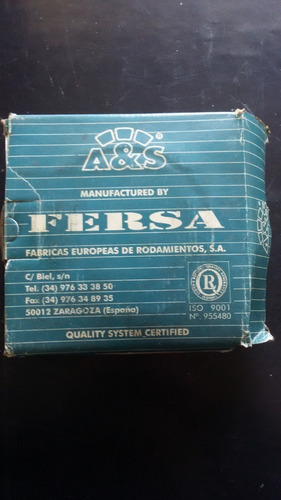 A&S®
MANUFACTURED BY
FERSA
FABRICAS EUROPEAS DE RODAMIENTOS, S.A.
C/ Biel, s/n
Tel. (34) 976 33 38 50
Fax (34) 976 34 89 35
50012 ZARAGOZA (España)
R
ISO 9001
Nº. 955480
QUALITY SYSTEM CERTIFIED